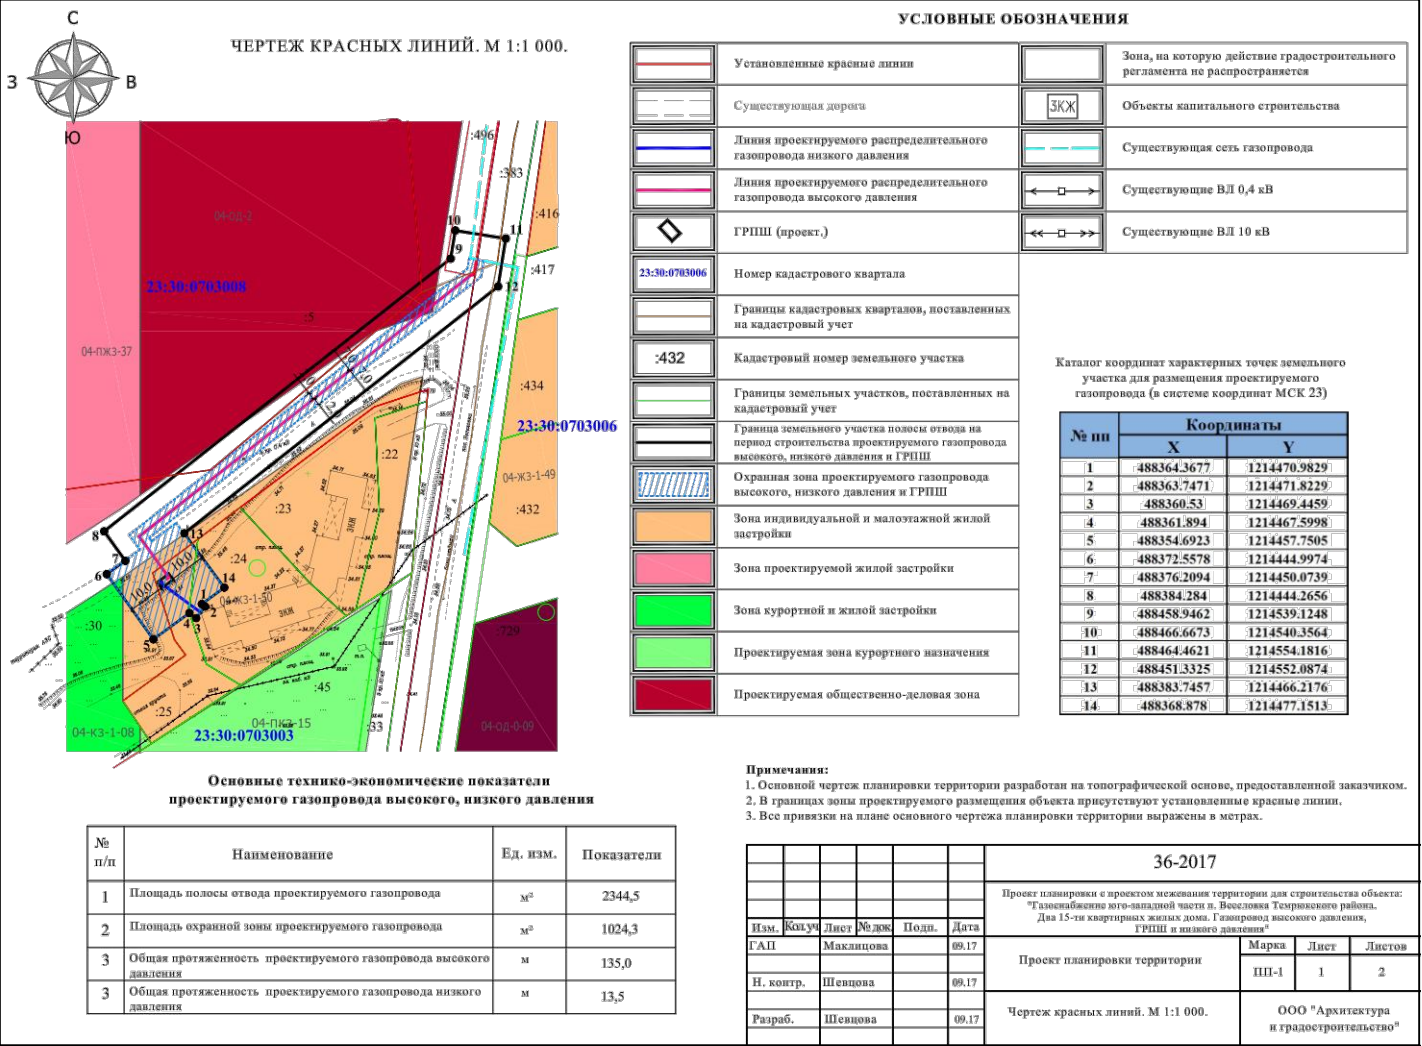 С
З
В
Ю
ЧЕРТЕЖ КРАСНЫХ ЛИНИЙ. М 1:1 000.
:496
:383
:416
04-ОД-2
10
11
9
:417
12
23:30:0703008
:5
04-ПЖЗ-37
:434
23:30:0703006
:22
04-ЖЗ-1-49
:23
:432
8
13
7
:24
6
10,0
10,0
14
04-ЖЗ-1-50
1
2
4
3
:30
5
:729
:45
:25
04-ПКЗ-15
:33
04-КЗ-1-08
23:30:0703003
04-ОД-0-09
УСЛОВНЫЕ ОБОЗНАЧЕНИЯ
Установленные красные линии
Существующая дорога
Линия проектируемого распределительного
газопровода низкого давления
Линия проектируемого распределительного
газопровода высокого давления
ГРПШ (проект.)
23:30:0703006
Номер кадастрового квартала
Границы кадастровых кварталов, поставленных
на кадастровый учет
:432
Кадастровый номер земельного участка
Границы земельных участков, поставленных на
кадастровый учет
Граница земельного участка полосы отвода на
период строительства проектируемого газопровода
высокого, низкого давления и ГРПШ
Охранная зона проектируемого газопровода
высокого, низкого давления и ГРПШ
Зона индивидуальной и малоэтажной жилой
застройки
Зона проектируемой жилой застройки
Зона курортной и жилой застройки
Проектируемая зона курортного назначения
Проектируемая общественно-деловая зона
Зона, на которую действие градостроительного
регламента не распространяется
3КЖ
Объекты капитального строительства
Существующая сеть газопровода
Существующие ВЛ 0,4 кВ
Существующие ВЛ 10 кВ
Каталог координат характерных точек земельного
участка для размещения проектируемого
газопровода (в системе координат МСК 23)
№ пп Координаты
X Y
1 488364.3677 1214470.9829
2 488363.7471 1214471.8229
3 488360.53 1214469.4459
4 488361.894 1214467.5998
5 488354.6923 1214457.7505
6 488372.5578 1214444.9974
7 488376.2094 1214450.0739
8 488384.284 1214444.2656
9 488458.9462 1214539.1248
10 488466.6673 1214540.3564
11 488464.4621 1214554.1816
12 488451.3325 1214552.0874
13 488383.7457 1214466.2176
14 488368.878 1214477.1513
Основные технико-экономические показатели
проектируемого газопровода высокого, низкого давления
№ п/п Наименование Ед. изм. Показатели
1 Площадь полосы отвода проектируемого газопровода м² 2344,5
2 Площадь охранной зоны проектируемого газопровода м² 1024,3
3 Общая протяженность проектируемого газопровода высокого м 135,0
давления
3 Общая протяженность проектируемого газопровода низкого м 13,5
давления
Примечания:
1. Основной чертеж планировки территории разработан на топографической основе, предоставленной заказчиком.
2. В границах зоны проектируемого размещения объекта присутствуют установленные красные линии.
3. Все привязки на плане основного чертежа планировки территории выражены в метрах.
36-2017
Проект планировки с проектом межевания территории для строительства объекта:
"Газоснабжение юго-западной части п. Веселовка Темрюкского района.
Два 15-ти квартирных жилых дома. Газопровод высокого давления,
ГРПШ и низкого давления"
Изм. Кол.уч Лист № док. Подп. Дата
ГАП Маклицова 09.17
Н. контр. Шевцова 09.17
Разраб. Шевцова 09.17
Проект планировки территории
Марка Лист Листов
ПП-1 1 2
Чертеж красных линий. М 1:1 000.
ООО "Архитектура
и градостроительство"